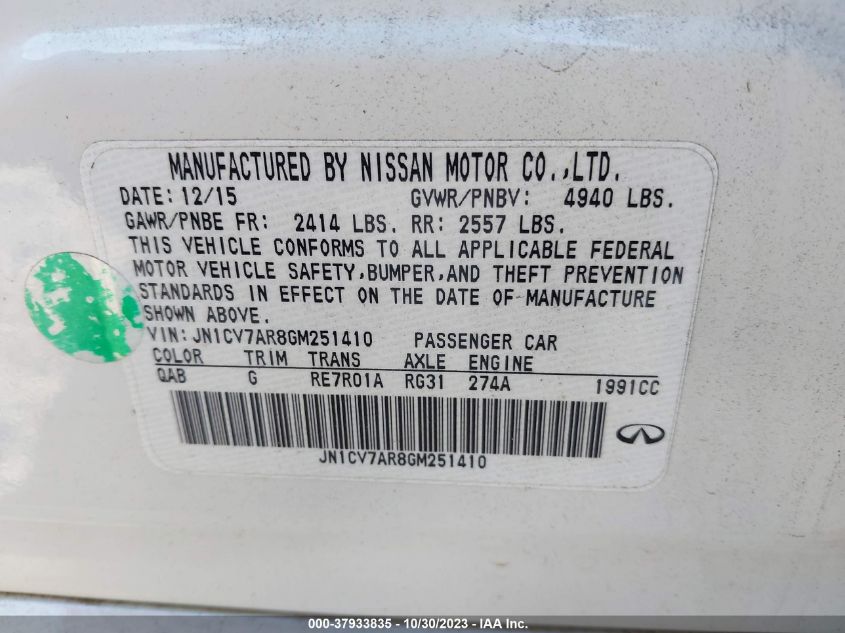 MANUFACTURED BY NISSAN MOTOR CO.,LTD.
DATE: 12/15 GVWR/PNBV: 4940 LBS.
GAWR/PNBE FR: 2414 LBS. RR: 2557 LBS.
THIS VEHICLE CONFORMS TO ALL APPLICABLE FEDERAL
MOTOR VEHICLE SAFETY,BUMPER,AND THEFT PREVENTION
STANDARDS IN EFFECT ON THE DATE OF MANUFACTURE
SHOWN ABOVE.
VIN: JN1CV7AR8GM251410 PASSENGER CAR
COLOR TRIM TRANS AXLE ENGINE
QAB G RE7R01A RG31 274A 1991CC
JN1CV7AR8GM251410
000-37933835 - 10/30/2023 - IAA Inc.